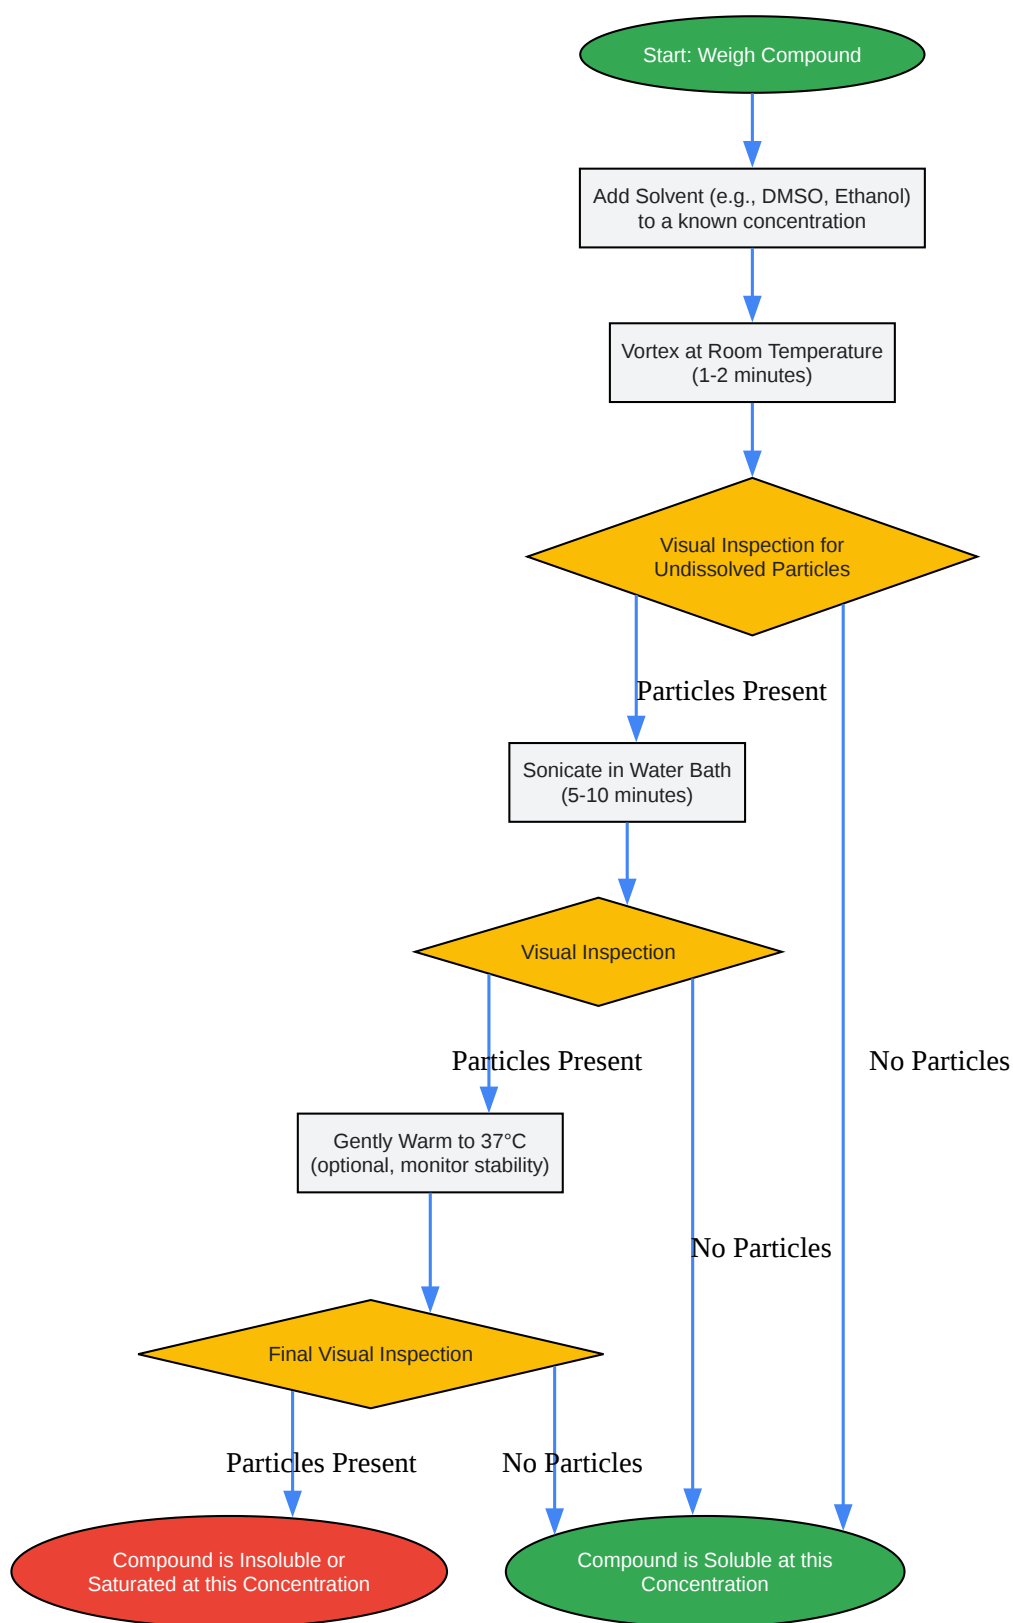 Start: Weigh Compound
Add Solvent (e.g., DMSO, Ethanol)
to a known concentration
Vortex at Room Temperature
(1-2 minutes)
Visual Inspection for
Undissolved Particles
Particles Present
Sonicate in Water Bath
(5-10 minutes)
Visual Inspection
Particles Present
No Particles
Gently Warm to 37°C
(optional, monitor stability)
No Particles
Final Visual Inspection
Particles Present
No Particles
Compound is Insoluble or
Saturated at this Concentration
Compound is Soluble at this
Concentration